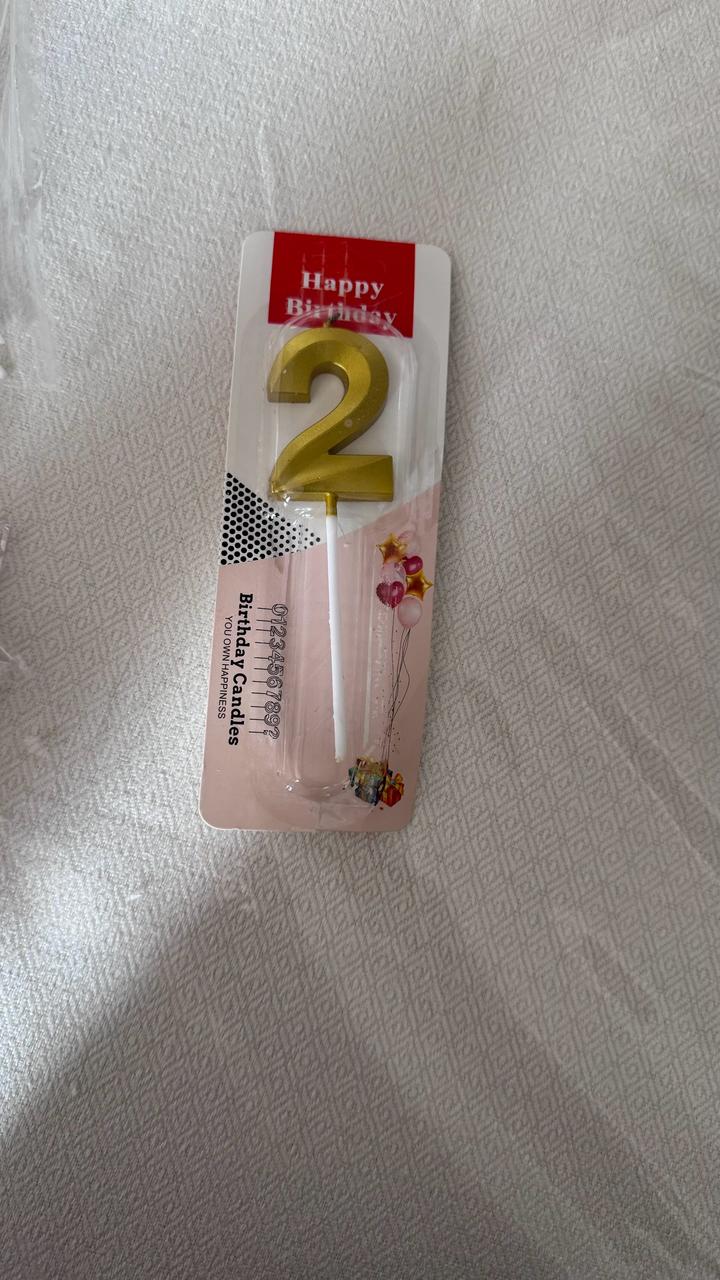 Happy
Birthday
2
0123456789?
Birthday Candles
YOU OWN HAPPINESS